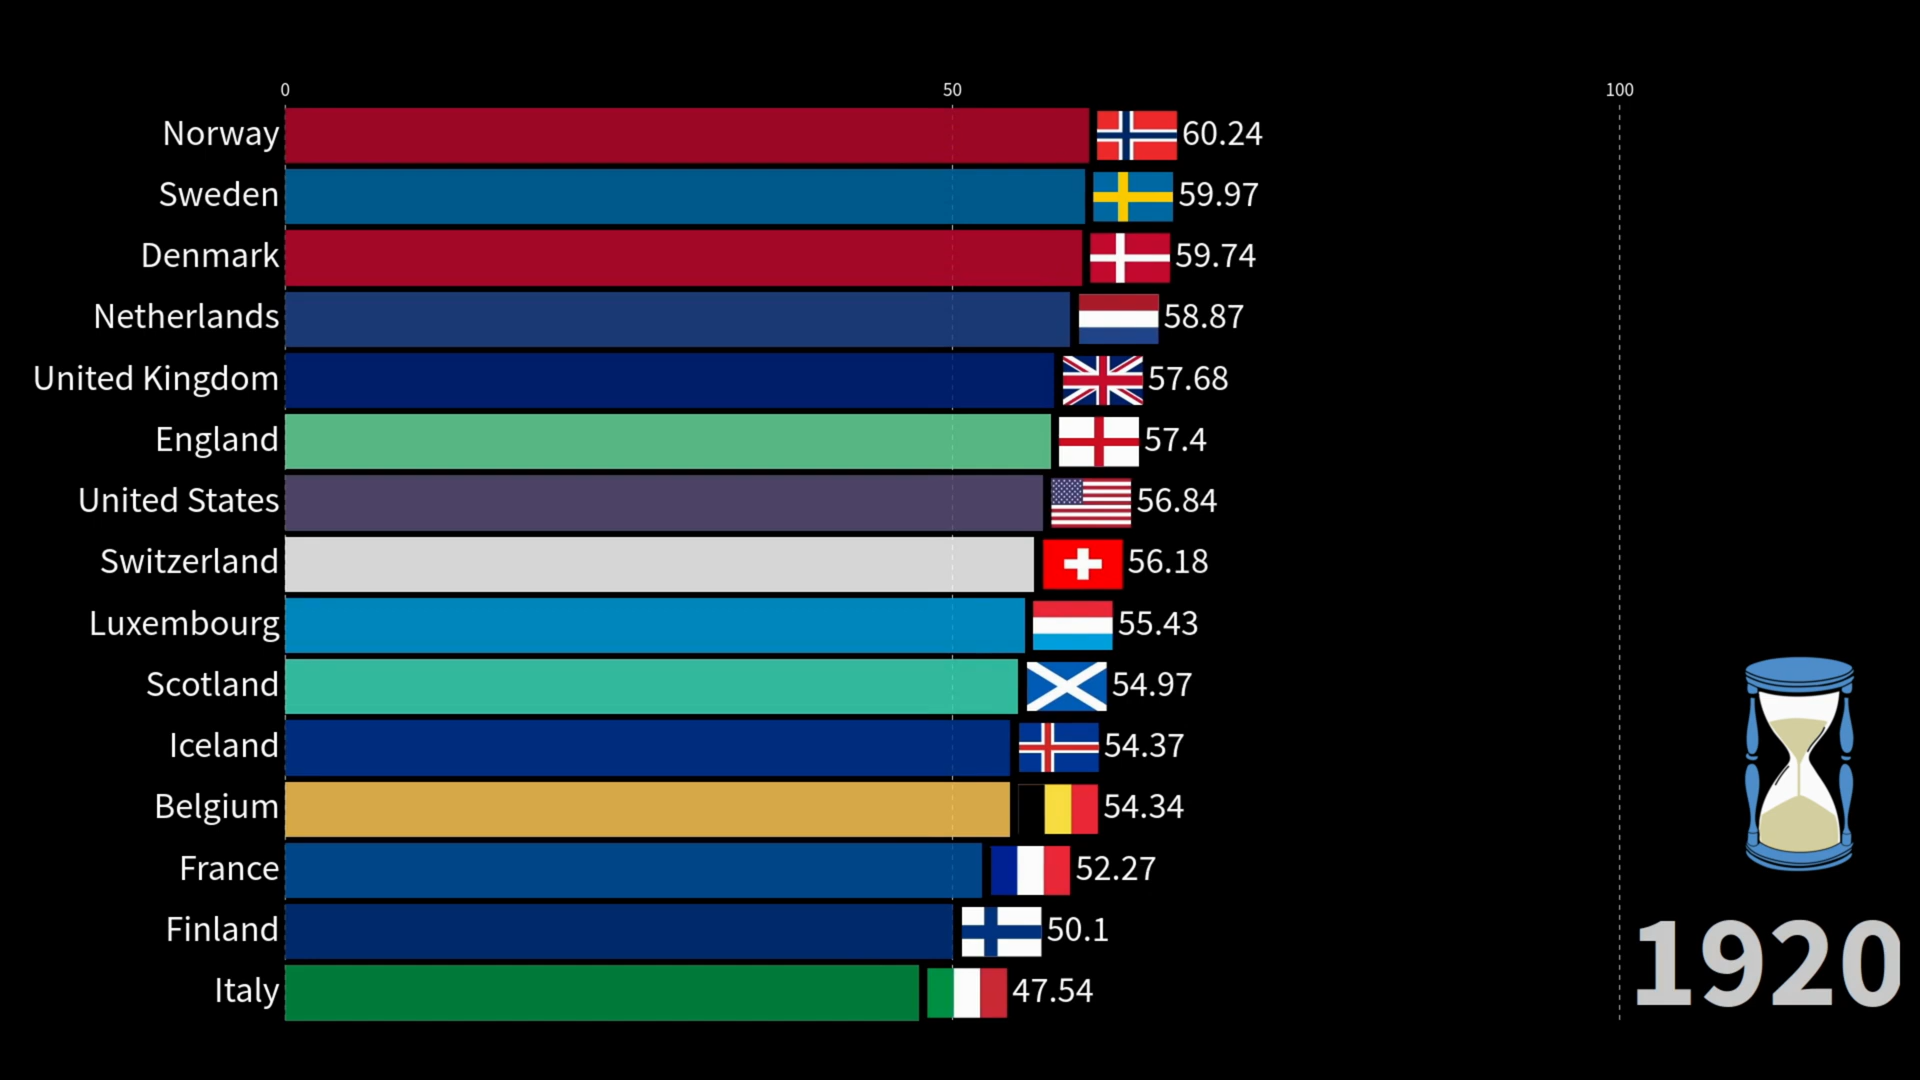 0 50 100
Norway 60.24
Sweden 59.97
Denmark 59.74
Netherlands 58.87
United Kingdom 57.68
England 57.4
United States 56.84
Switzerland 56.18
Luxembourg 55.43
Scotland 54.97
Iceland 54.37
Belgium 54.34
France 52.27
Finland 50.1
Italy 47.54
1920